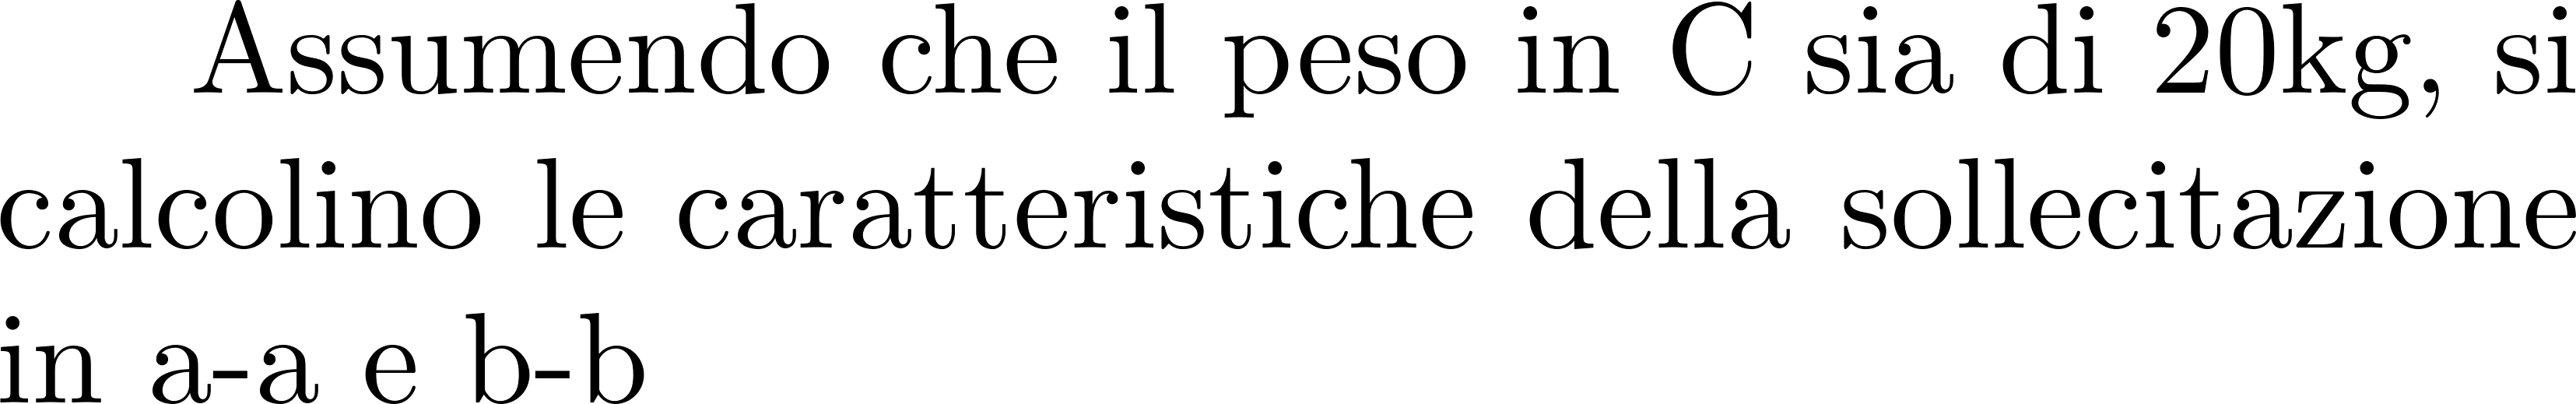 Assumendo che il peso in C sia di 20kg, si
calcolino le caratteristiche della sollecitazione
in a-a e b-b